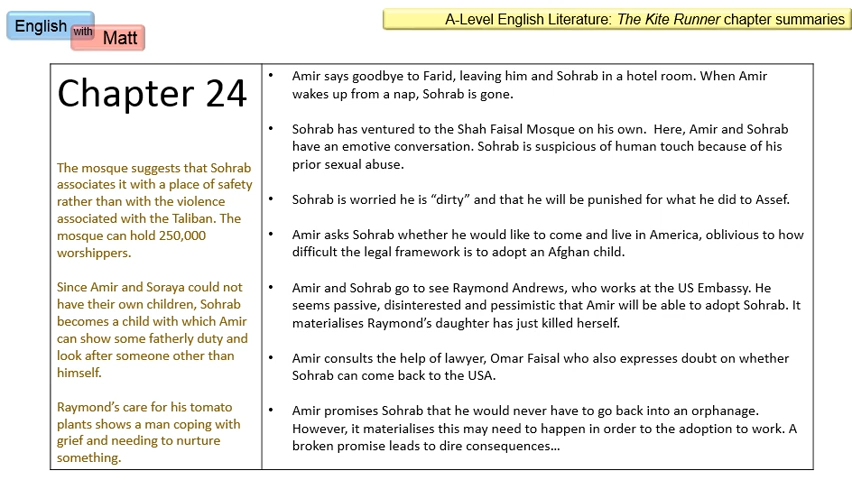 English
with
Matt
A-Level English Literature: The Kite Runner chapter summaries
Chapter 24
The mosque suggests that Sohrab
associates it with a place of safety
rather than with the violence
associated with the Taliban. The
mosque can hold 250,000
worshippers.
Since Amir and Soraya could not
have their own children, Sohrab
becomes a child with which Amir
can show some fatherly duty and
look after someone other than
himself.
Raymond's care for his tomato
plants shows a man coping with
grief and needing to nurture
something.
• Amir says goodbye to Farid, leaving him and Sohrab in a hotel room. When Amir
wakes up from a nap, Sohrab is gone.
• Sohrab has ventured to the Shah Faisal Mosque on his own. Here, Amir and Sohrab
have an emotive conversation. Sohrab is suspicious of human touch because of his
prior sexual abuse.
• Sohrab is worried he is “dirty” and that he will be punished for what he did to Assef.
• Amir asks Sohrab whether he would like to come and live in America, oblivious to how
difficult the legal framework is to adopt an Afghan child.
• Amir and Sohrab go to see Raymond Andrews, who works at the US Embassy. He
seems passive, disinterested and pessimistic that Amir will be able to adopt Sohrab. It
materialises Raymond's daughter has just killed herself.
• Amir consults the help of lawyer, Omar Faisal who also expresses doubt on whether
Sohrab can come back to the USA.
• Amir promises Sohrab that he would never have to go back into an orphanage.
However, it materialises this may need to happen in order to the adoption to work. A
broken promise leads to dire consequences…